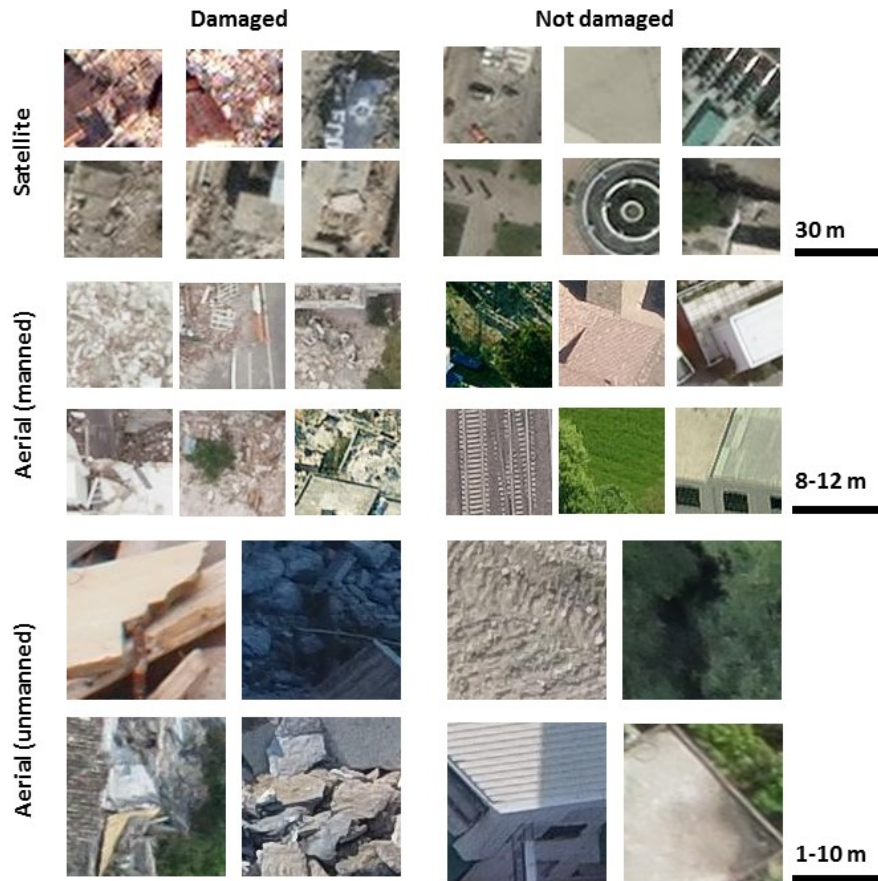 Damaged
Not damaged
Satellite
30 m
Aerial (manned)
8-12 m
Aerial (unmanned)
1-10 m